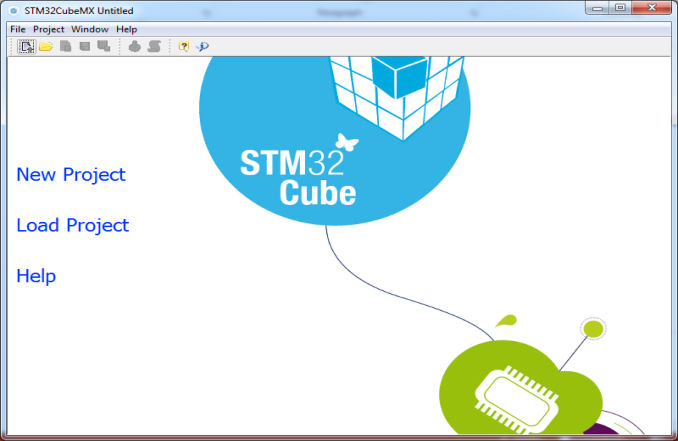 STM32CubeMX Untitled
File Project Window Help
STM32
Cube
New Project
Load Project
Help